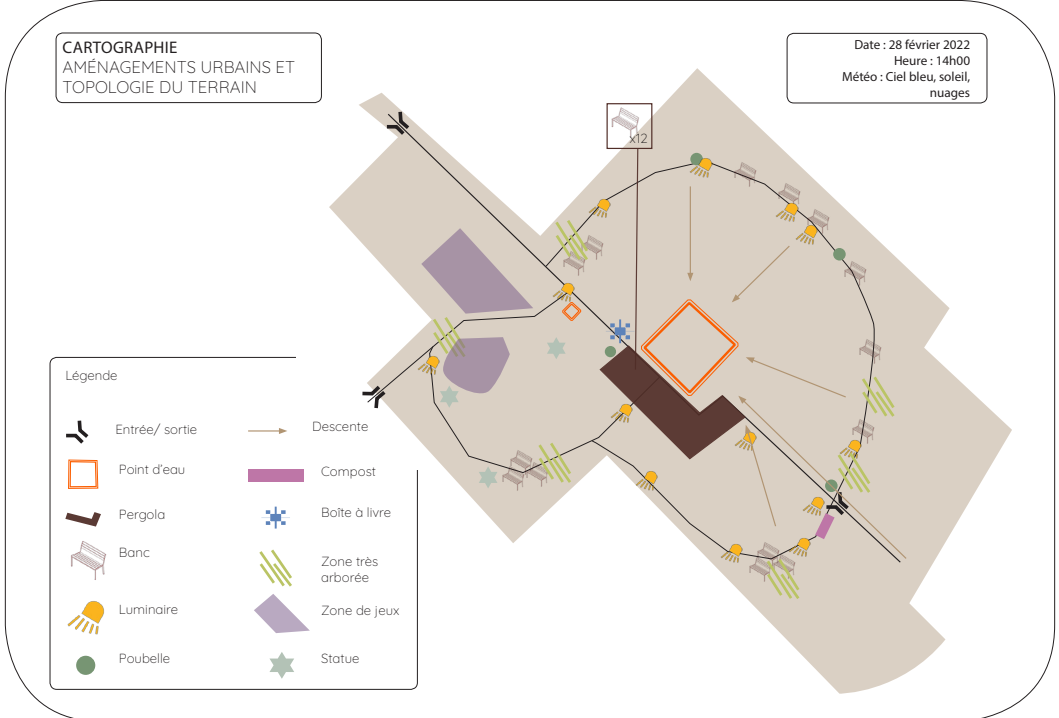 CARTOGRAPHIE
AMÉNAGEMENTS URBAINS ET
TOPOLOGIE DU TERRAIN
Date : 28 février 2022
Heure : 14h00
Météo : Ciel bleu, soleil,
nuages
x12
Légende
Entrée/ sortie
Descente
Point d'eau
Compost
Pergola
Boîte à livre
Banc
Zone très
arborée
Luminaire
Zone de jeux
Poubelle
Statue